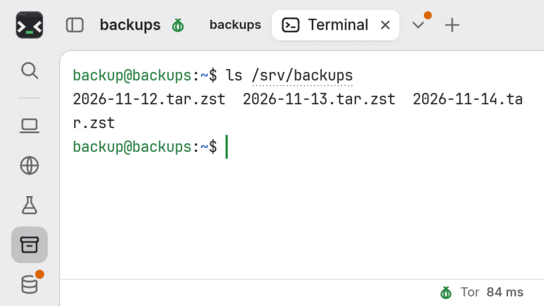 backups
backups
Terminal
backup@backups:~$ ls /srv/backups
2026-11-12.tar.zst  2026-11-13.tar.zst  2026-11-14.ta
r.zst
backup@backups:~$
Tor 84 ms